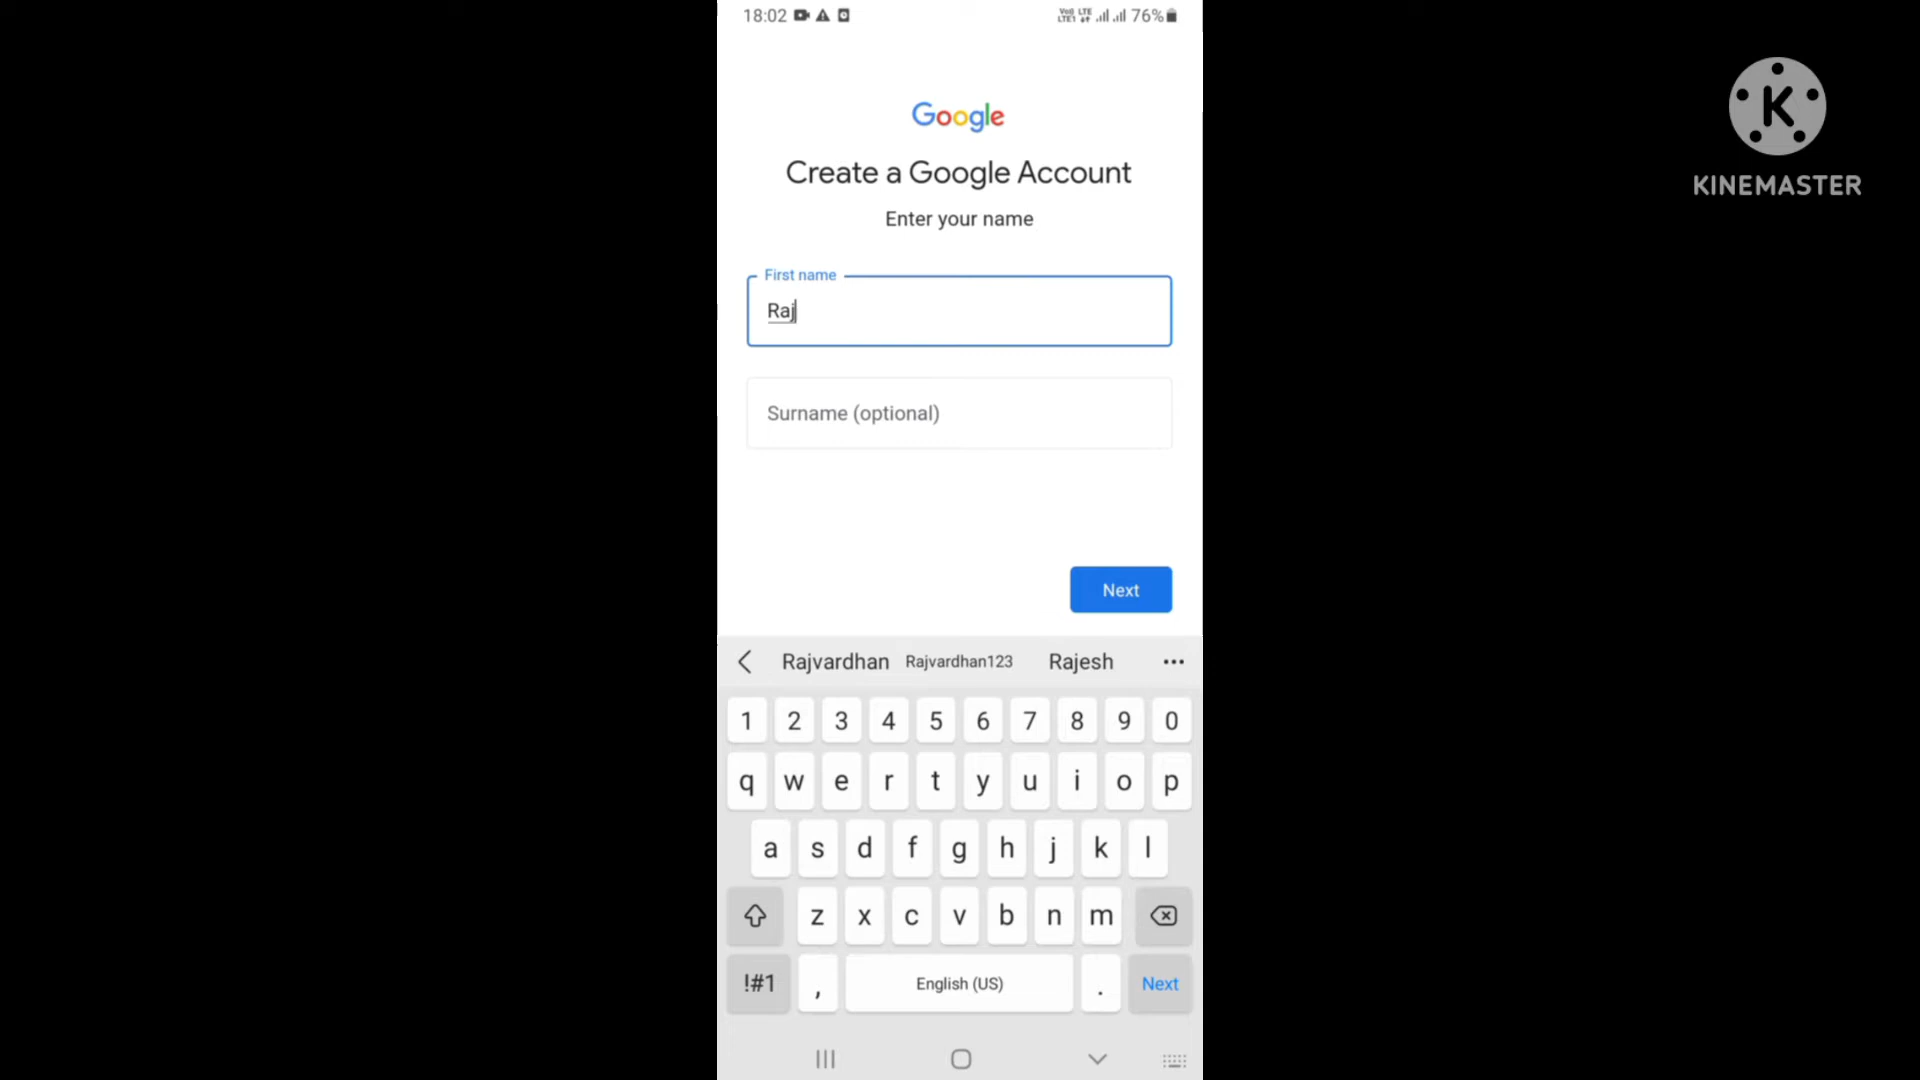 18:02 76%
K
KINEMASTER
Google
Create a Google Account
Enter your name
First name
Raj
Surname (optional)
Next
Rajvardhan Rajvardhan123 Rajesh
1 2 3 4 5 6 7 8 9 0
q w e r t y u i o p
a s d f g h j k l
z x c v b n m
!#1 , English (US) . Next